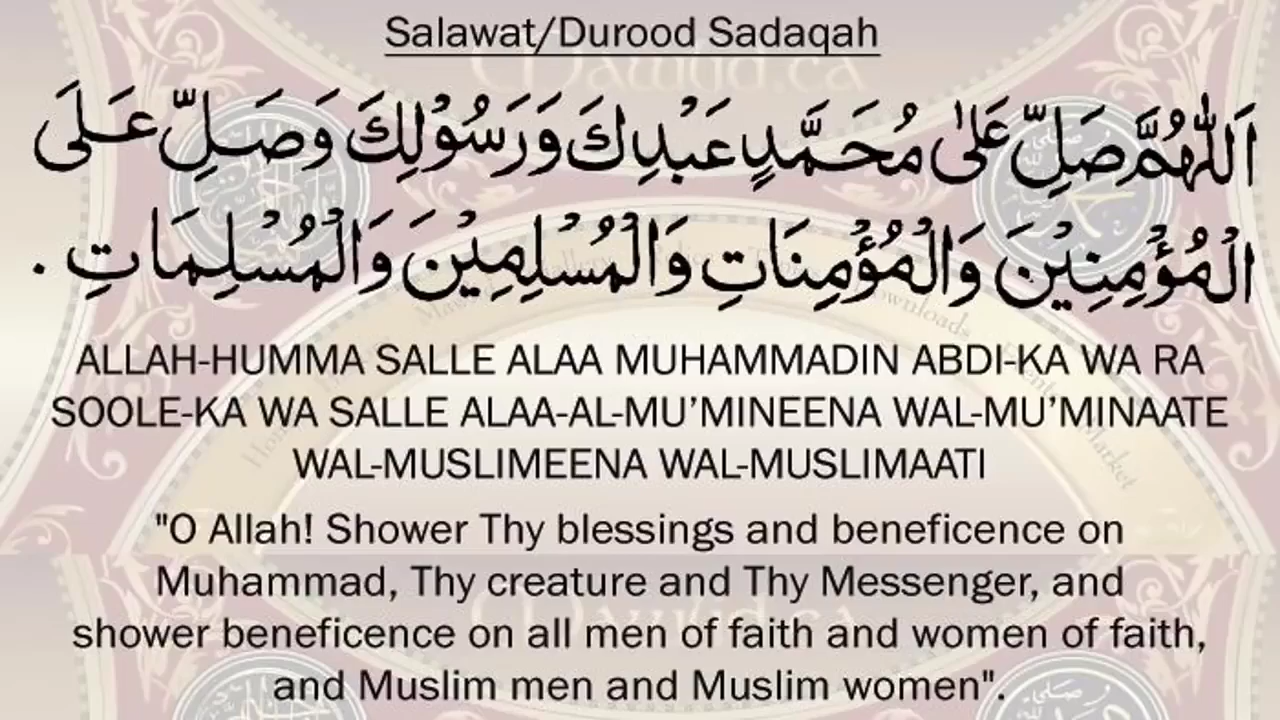 Salawat/Durood Sadaqah
اَللّٰهُمَّ صَلِّ عَلٰى مُحَمَّدٍ عَبْدِكَ وَرَسُوْلِكَ وَصَلِّ عَلَى
الْمُؤْمِنِيْنَ وَالْمُؤْمِنَاتِ وَالْمُسْلِمِيْنَ وَالْمُسْلِمَاتِ .
ALLAH-HUMMA SALLE ALAA MUHAMMADIN ABDI-KA WA RA
SOOLE-KA WA SALLE ALAA-AL-MU’MINEENA WAL-MU’MINAATE
WAL-MUSLIMEENA WAL-MUSLIMAATI
"O Allah! Shower Thy blessings and beneficence on
Muhammad, Thy creature and Thy Messenger, and
shower beneficence on all men of faith and women of faith,
and Muslim men and Muslim women".